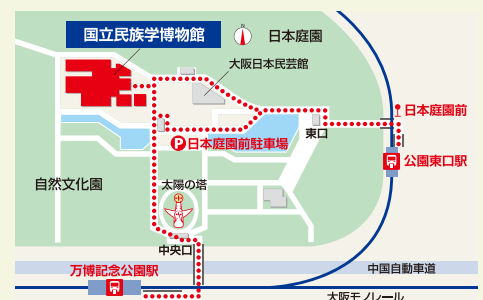 国立民族学博物館
N
日本庭園
大阪日本民芸館
日本庭園前
東口
P 日本庭園前駐車場
公園東口駅
自然文化園
太陽の塔
中央口
中国自動車道
万博記念公園駅
大阪モノレール